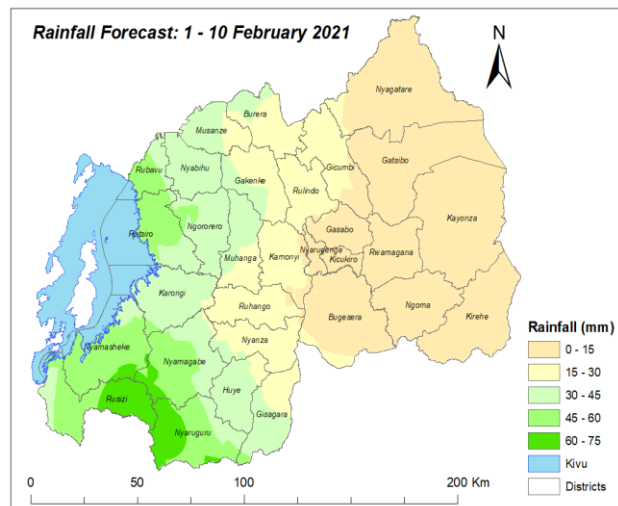 Rainfall Forecast: 1 - 10 February 2021
N
Nyagatare
Burera
Musanze
Rubavu
Nyabihu
Gakenke
Gicumbi
Gatsibo
Rulindo
Kayonza
Rutsiro
Ngororero
Gasabo
Nyarugenge
Kicukiro
Rwamagana
Muhanga
Kamonyi
Karongi
Ruhango
Bugesera
Ngoma
Kirehe
Nyanza
Nyamasheke
Nyamagabe
Huye
Gisagara
Rusizi
Nyaruguru
Rainfall (mm)
0 - 15
15 - 30
30 - 45
45 - 60
60 - 75
Kivu
Districts
0 50 100 200 Km